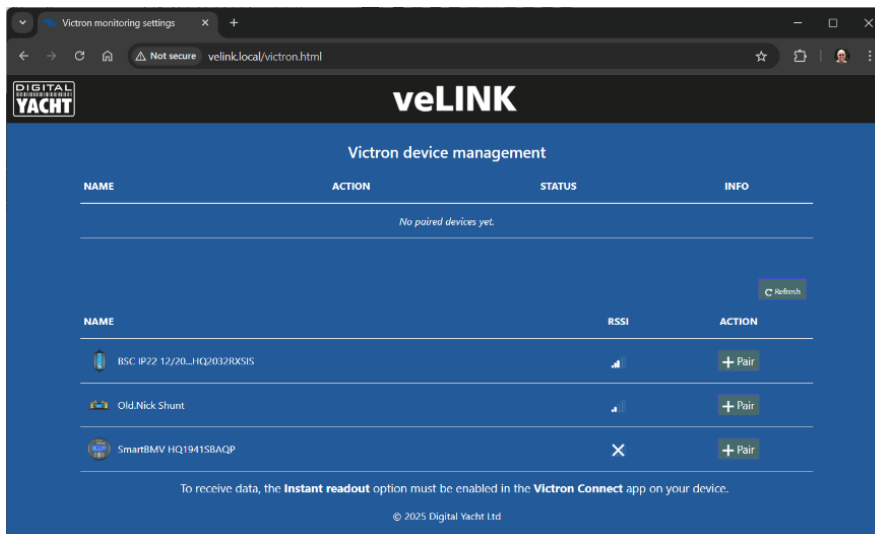 Victron monitoring settings
Not secure velink.local/victron.html
DIGITAL
YACHT
veLINK
Victron device management
NAME ACTION STATUS INFO
No paired devices yet.
Refresh
NAME RSSI ACTION
BSC IP22 12/20...HQ2032RXSIS + Pair
Old.Nick Shunt + Pair
SmartBMV HQ1941SBAQP + Pair
To receive data, the Instant readout option must be enabled in the Victron Connect app on your device.
© 2025 Digital Yacht Ltd